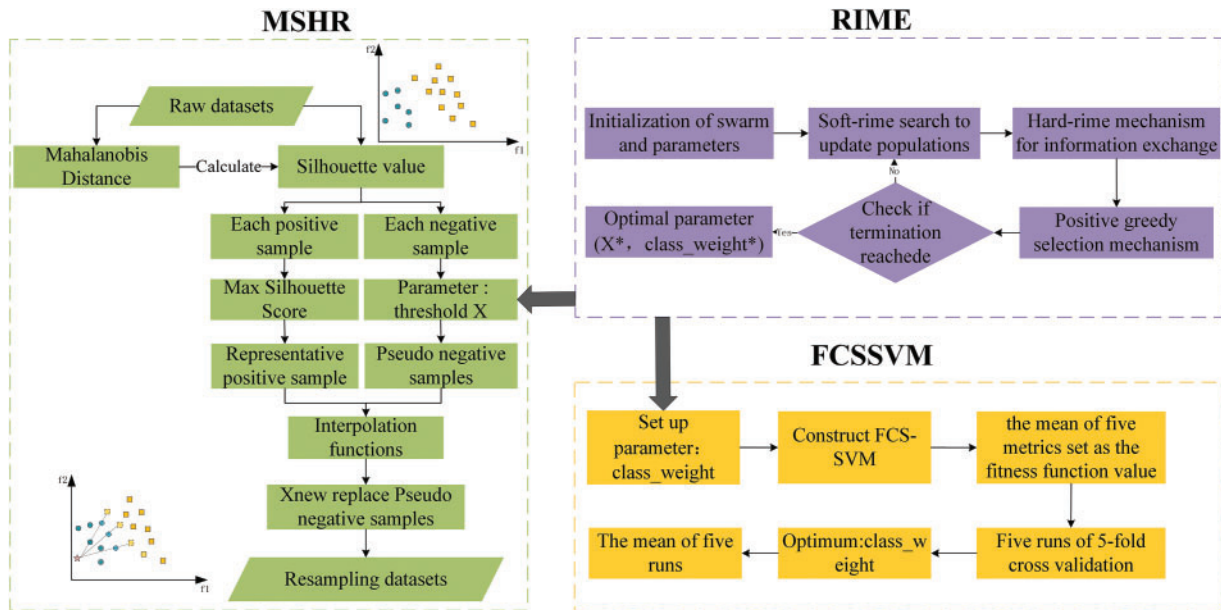 MSHR
f2
f1
Raw datasets
Mahalanobis
Distance
Calculate
Silhouette value
Each positive
sample
Each negative
sample
Max Silhouette
Score
Parameter :
threshold X
Representative
positive sample
Pseudo negative
samples
Interpolation
functions
Xnew replace Pseudo
negative samples
Resampling datasets
f2
f1
RIME
Initialization of swarm
and parameters
Soft-rime search to
update populations
Hard-rime mechanism
for information exchange
No
Optimal parameter
(X*, class_weight*)
Yes
Check if
termination
reachede
Positive greedy
selection mechanism
FCSSVM
Set up
parameter:
class_weight
Construct FCS-
SVM
the mean of five
metrics set as the
fitness function value
The mean of five
runs
Optimum:class_w
eight
Five runs of 5-fold
cross validation